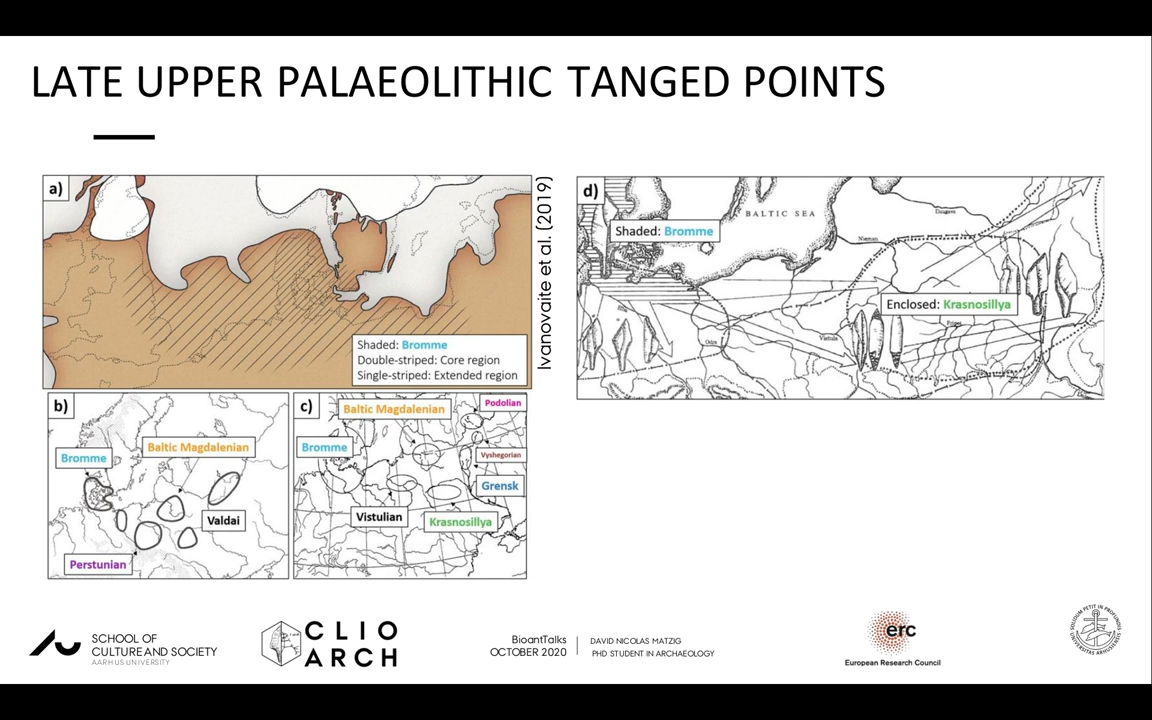 LATE UPPER PALAEOLITHIC TANGED POINTS
a)
Shaded: Bromme
Double-striped: Core region
Single-striped: Extended region
Ivanovaite et al. (2019)
b)
Bromme
Baltic Magdalenian
Valdai
Perstunian
c)
Baltic Magdalenian
Podolian
Bromme
Vyshegorian
Grensk
Vistulian
Krasnosillya
d)
BALTIC SEA
Shaded: Bromme
Nieman
Enclosed: Krasnosillya
Vistula
Odra
SCHOOL OF
CULTURE AND SOCIETY
AARHUS UNIVERSITY
CLIO
ARCH
BioantTalks
OCTOBER 2020
DAVID NICOLAS MATZIG
PHD STUDENT IN ARCHAEOLOGY
erc
European Research Council